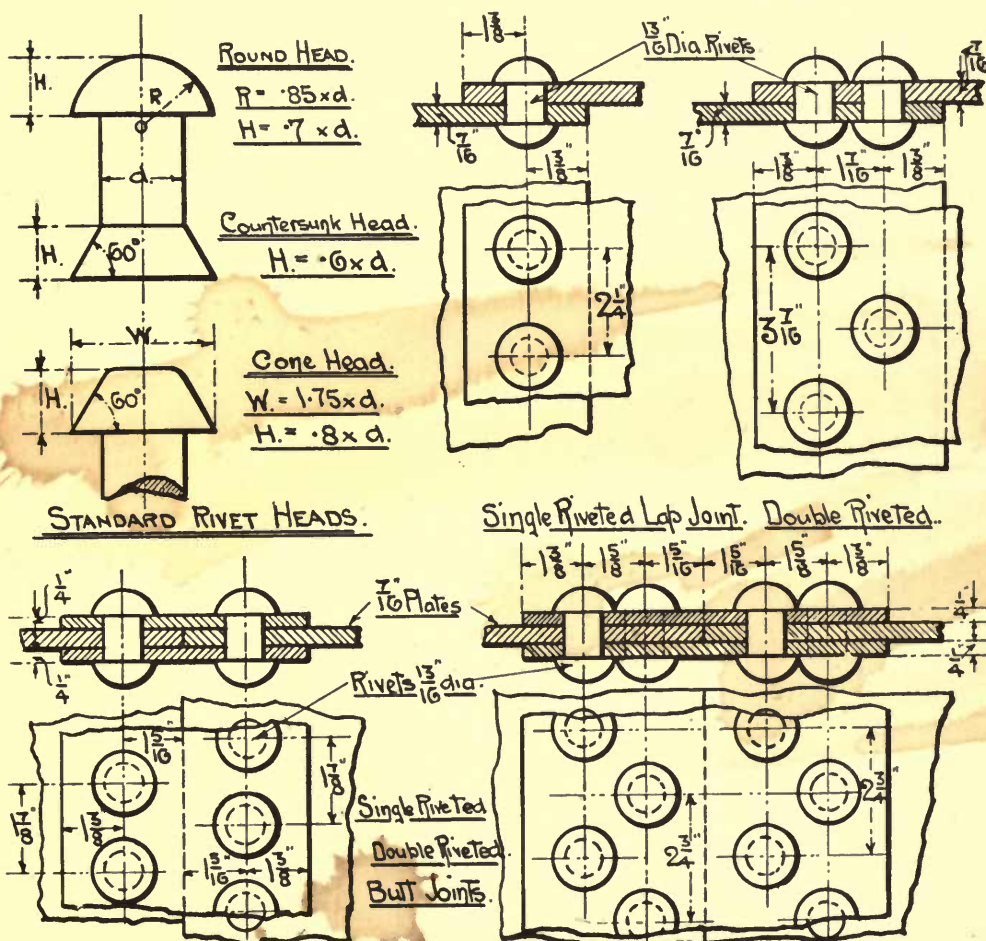 ROUND HEAD.
R = ·85 x d.
H = ·7 x d.
H.
R
d.
Countersunk Head.
H. = ·6 x d.
H.
60°
W.
Cone Head.
W. = 1·75 x d.
H. = ·8 x d.
H.
60°
STANDARD RIVET HEADS.
1 3/8"
13/16" Dia. Rivets
7/16"
1 3/8"
2 1/4"
7/16"
7/16"
1 3/8"
1 7/16"
1 3/8"
3 7/16"
Single Riveted Lap Joint. Double Riveted..
1/4"
1/4"
7/16" Plates
1 3/8"
1 5/8"
1 5/16"
1 5/16"
1 5/8"
1 3/8"
1/4"
1/4"
Rivets 13/16" dia.
1 5/16"
1 7/8"
1 7/8"
1 3/8"
1 5/16"
1 3/8"
Single Riveted
Double Riveted.
Butt Joints.
2 3/4"
2 3/4"